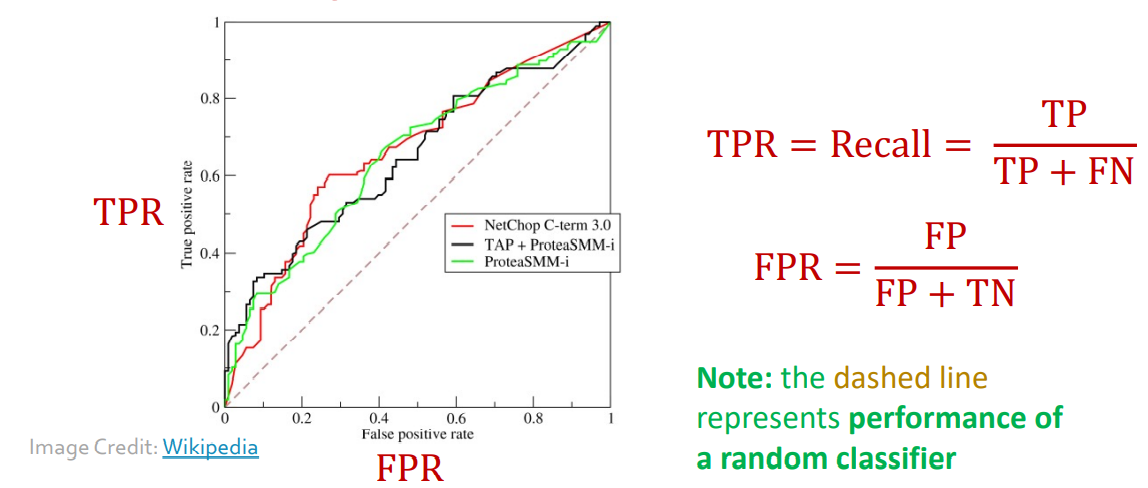 1
0.8
0.6
0.4
0.2
0
0
0.2
0.4
0.6
0.8
1
True positive rate
False positive rate
TPR
FPR
NetChop C-term 3.0
TAP + ProteaSMM-i
ProteaSMM-i
Image Credit: Wikipedia
TPR = Recall = TP / TP + FN
FPR = FP / FP + TN
Note: the dashed line
represents performance of
a random classifier